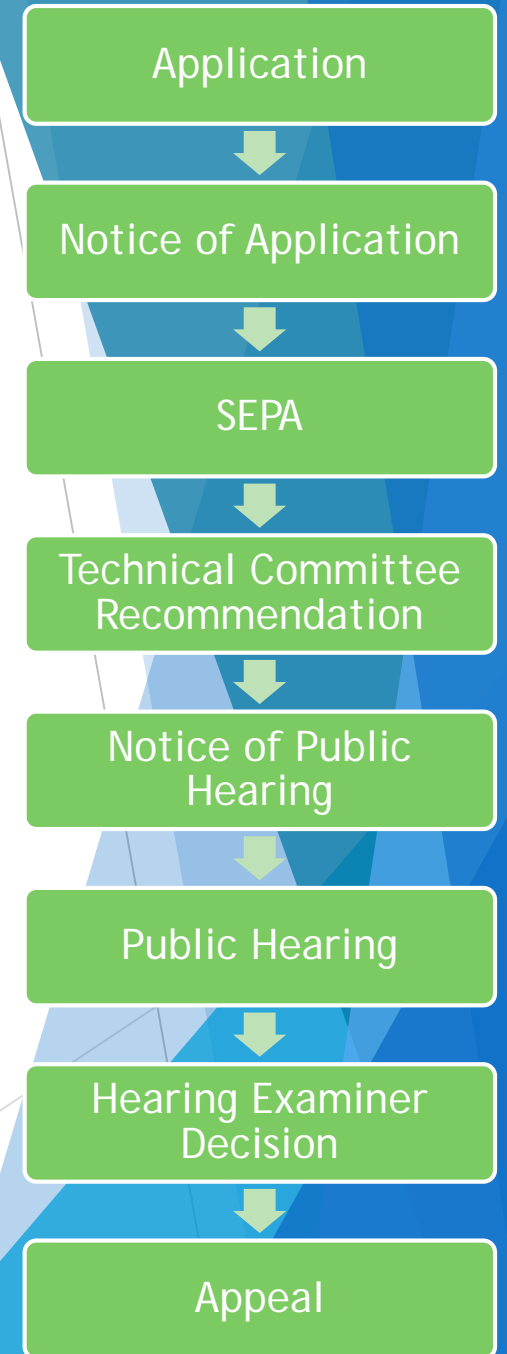 Application
Notice of Application
SEPA
Technical Committee
Recommendation
Notice of Public
Hearing
Public Hearing
Hearing Examiner
Decision
Appeal